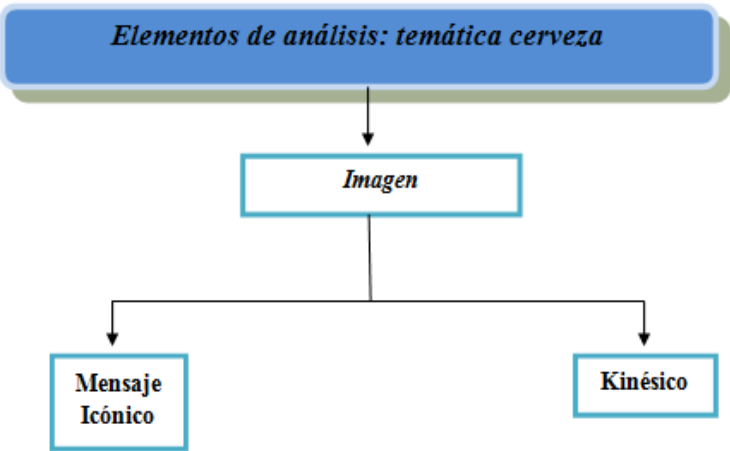 Elementos de análisis: temática cerveza
Imagen
Mensaje
Icónico
Kinésico